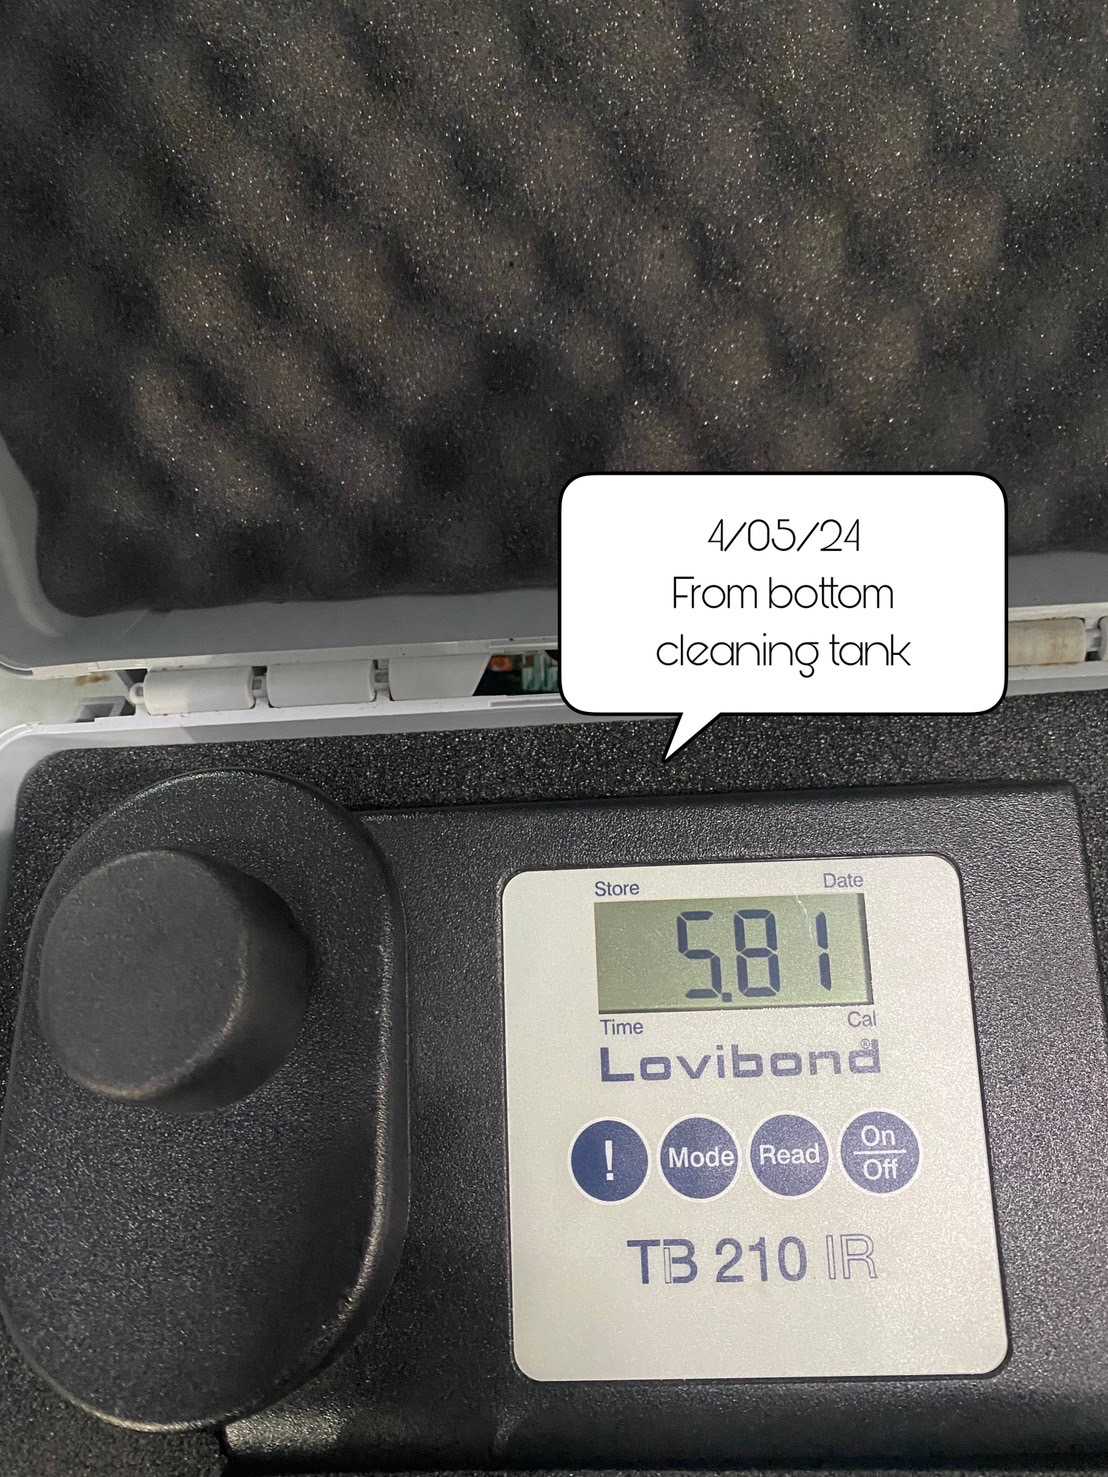 4/05/24
From bottom
cleaning tank
Store Date
5.81
Time Cal
Lovibond®
! Mode Read On/Off
TB 210 IR